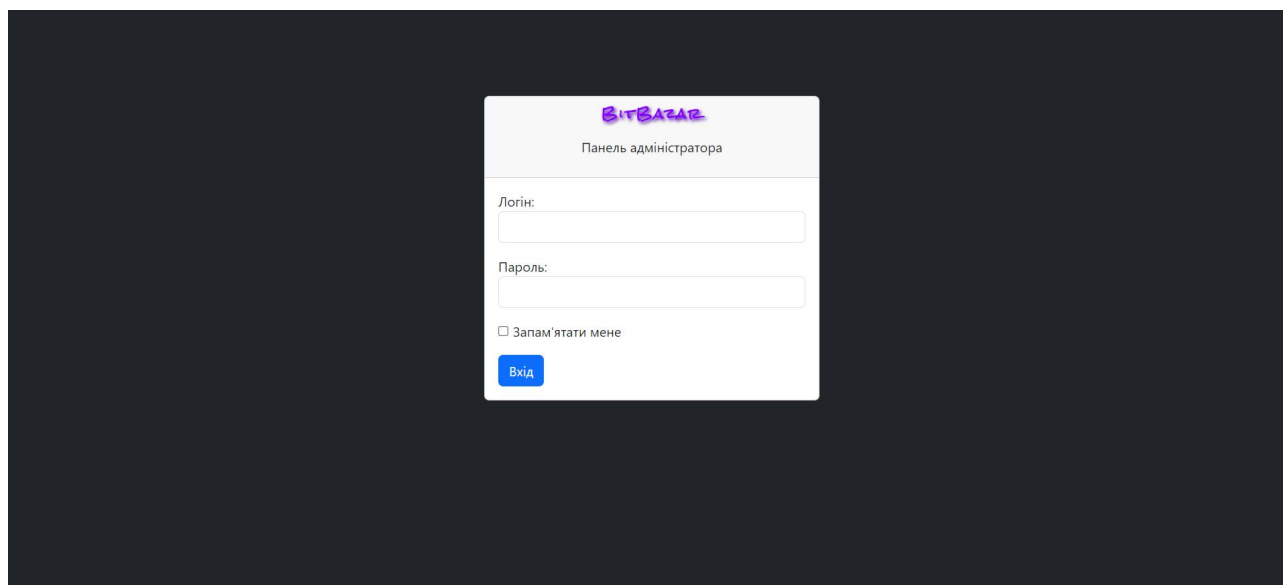 BitBazar
Панель адміністратора
Логін:
Пароль:
Запам'ятати мене
Вхід